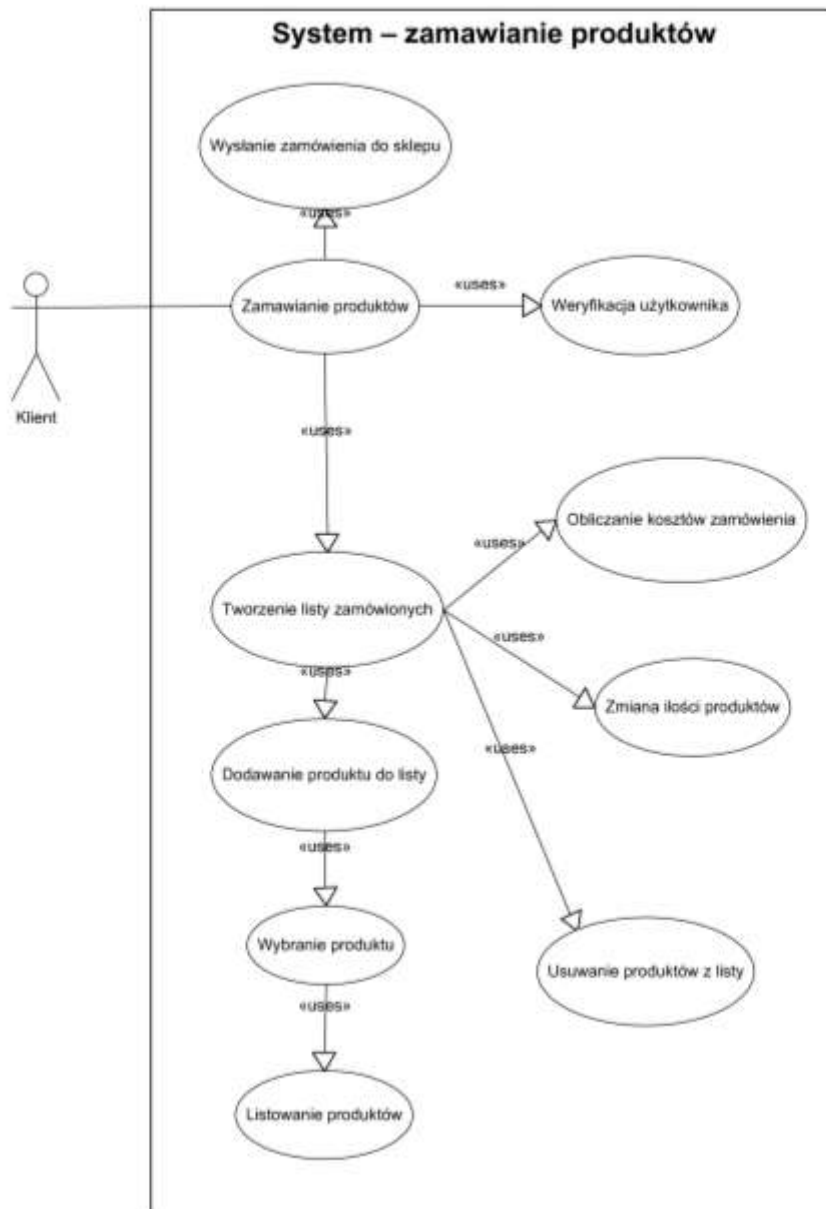 System – zamawianie produktów
Wysłanie zamówienia do sklepu
«uses»
Zamawianie produktów
«uses»
Weryfikacja użytkownika
Klient
«uses»
Obliczanie kosztów zamówienia
«uses»
Tworzenie listy zamówionych
«uses»
«uses»
Zmiana ilości produktów
Dodawanie produktu do listy
«uses»
«uses»
Wybranie produktu
Usuwanie produktów z listy
«uses»
Listowanie produktów